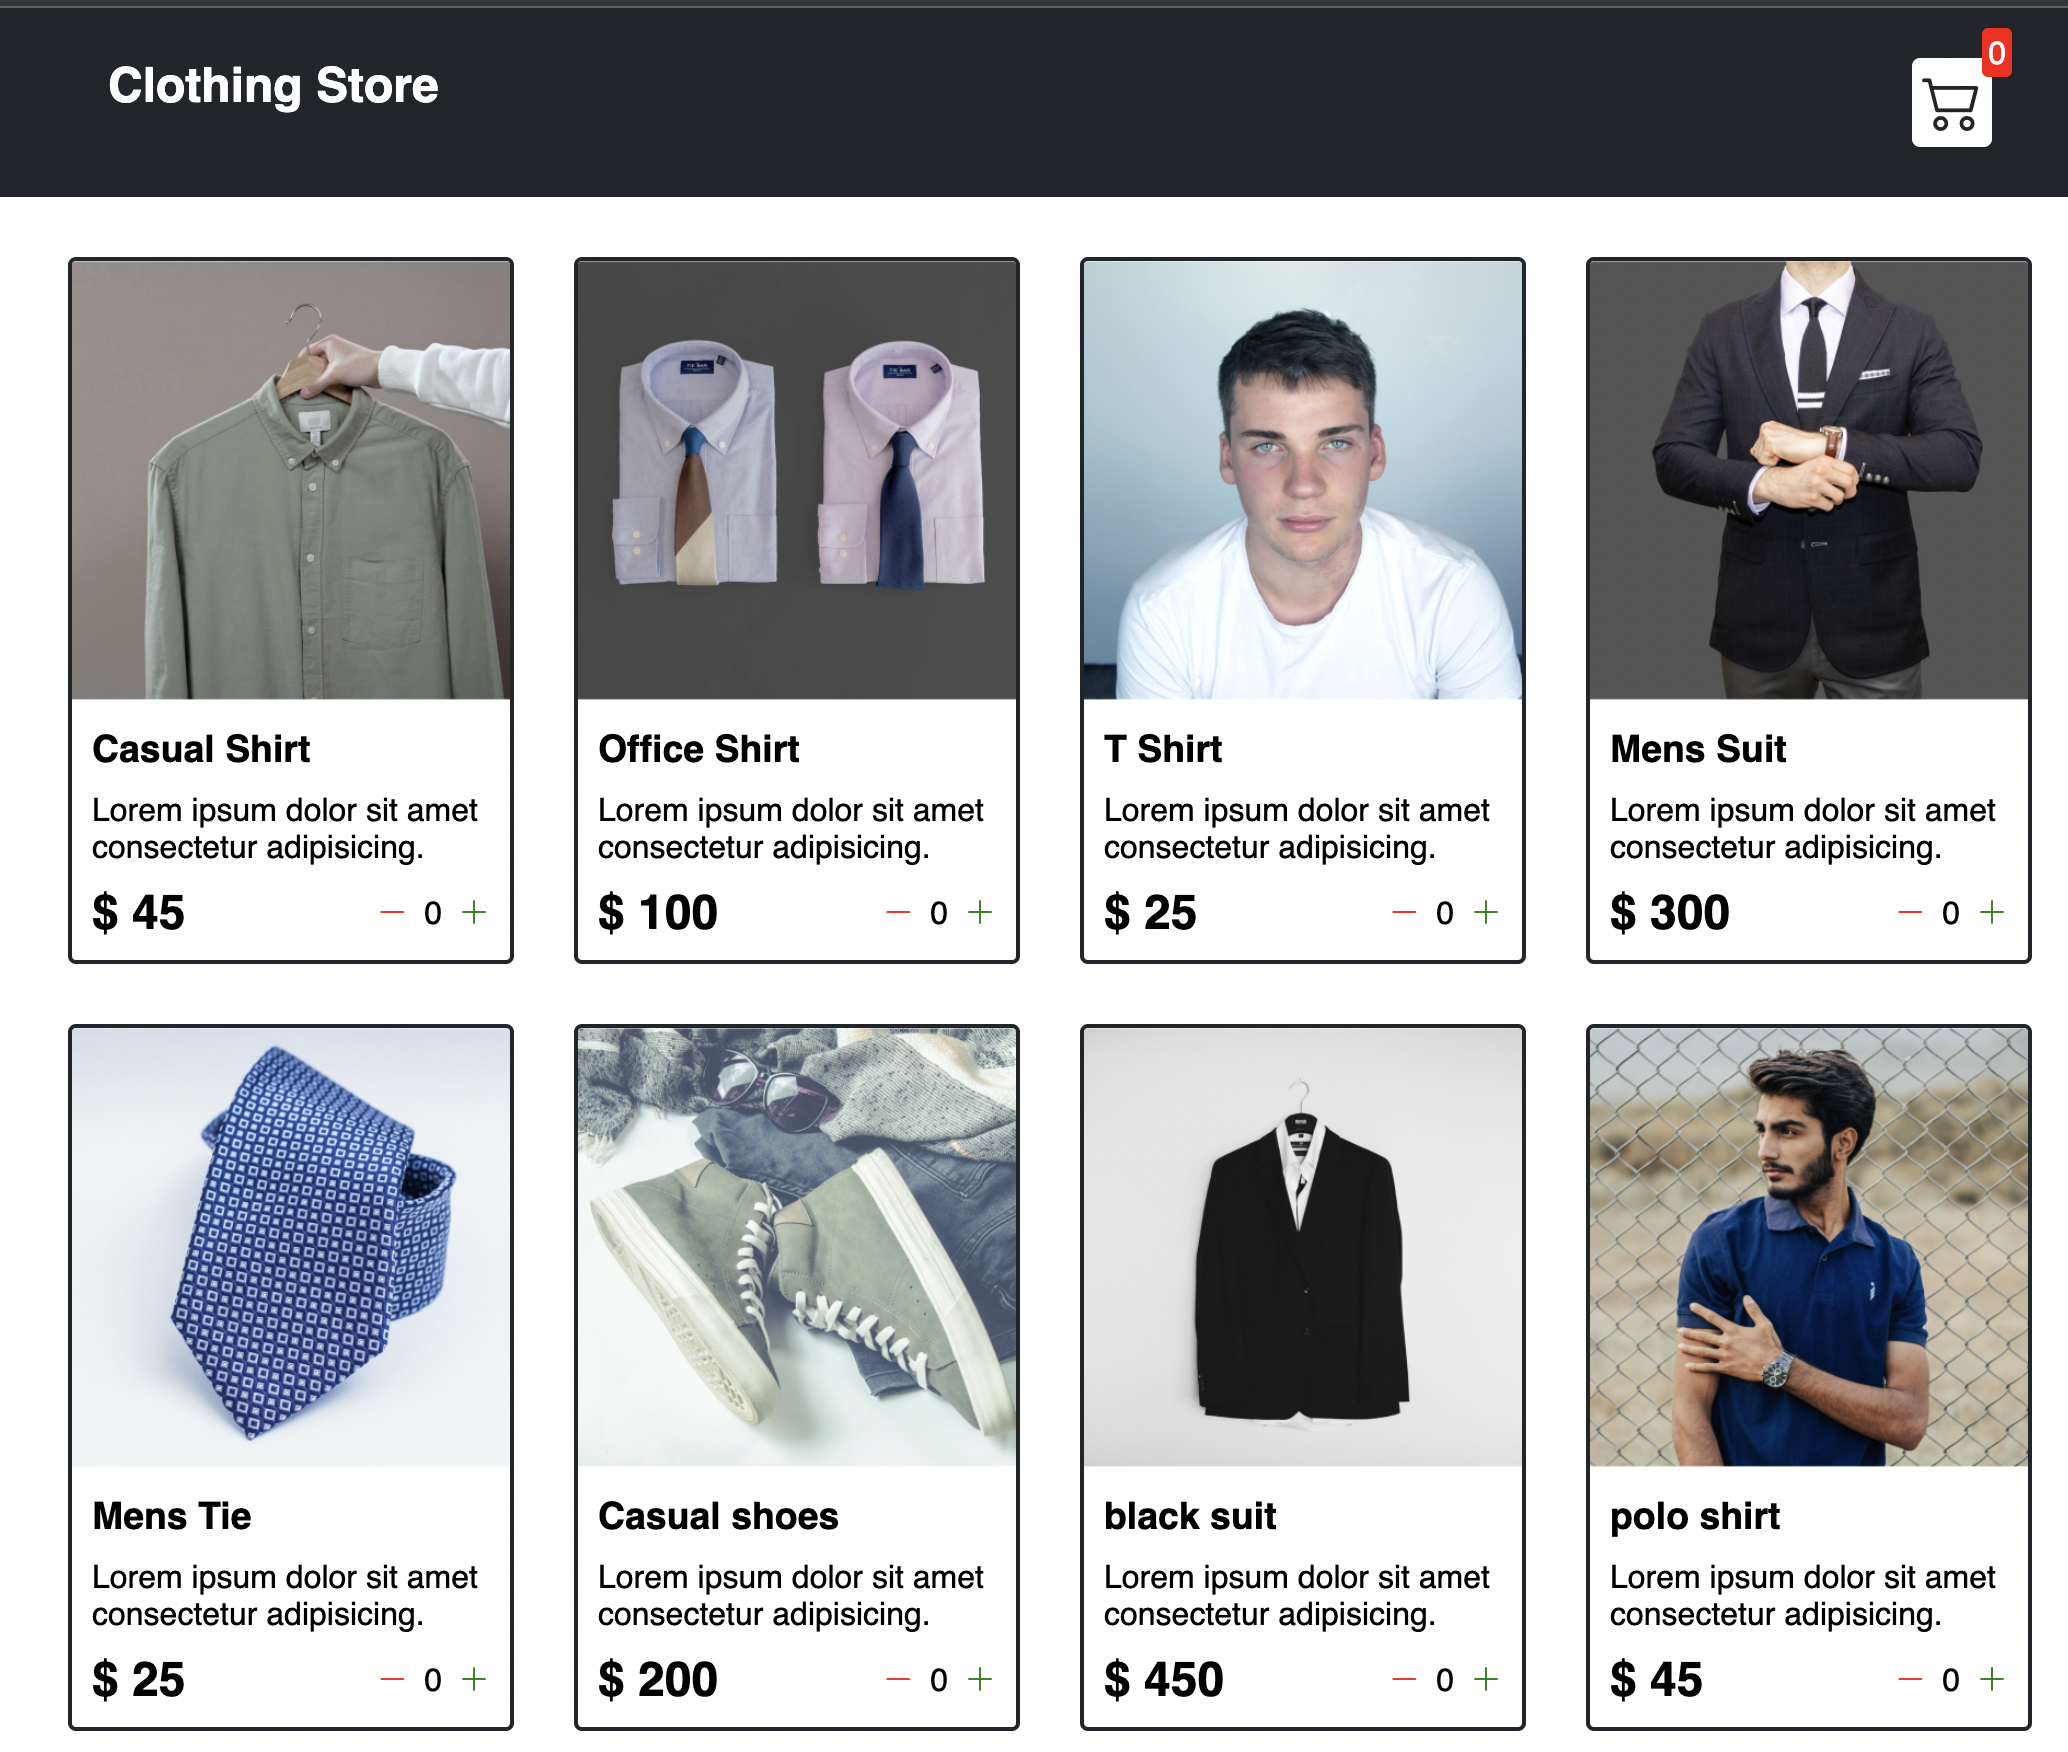 Clothing Store
0
TIE BAR
TIE BAR
Casual Shirt
Lorem ipsum dolor sit amet
consectetur adipisicing.
$ 45
0
Office Shirt
Lorem ipsum dolor sit amet
consectetur adipisicing.
$ 100
0
T Shirt
Lorem ipsum dolor sit amet
consectetur adipisicing.
$ 25
0
Mens Suit
Lorem ipsum dolor sit amet
consectetur adipisicing.
$ 300
0
Mens Tie
Lorem ipsum dolor sit amet
consectetur adipisicing.
$ 25
0
Casual shoes
Lorem ipsum dolor sit amet
consectetur adipisicing.
$ 200
0
black suit
Lorem ipsum dolor sit amet
consectetur adipisicing.
$ 450
0
polo shirt
Lorem ipsum dolor sit amet
consectetur adipisicing.
$ 45
0